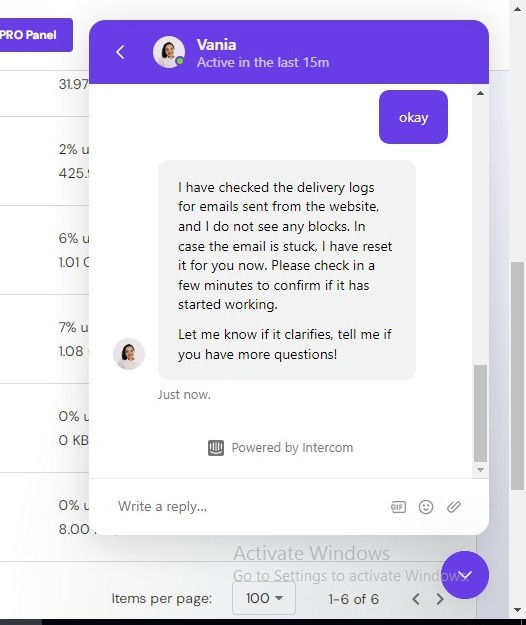 PRO Panel
Vania
Active in the last 15m
31.97
okay
2% u
425.
I have checked the delivery logs
for emails sent from the website,
and I do not see any blocks. In
case the email is stuck, I have reset
it for you now. Please check in a
few minutes to confirm if it has
started working.
6% u
1.01 G
7% u
1.08
Let me know if it clarifies, tell me if
you have more questions!
Just now.
0% u
0 KB
Powered by Intercom
0% u
8.00
Write a reply...
GIF
Activate Windows
Go to Settings to activate Windows.
Items per page:
100
1-6 of 6